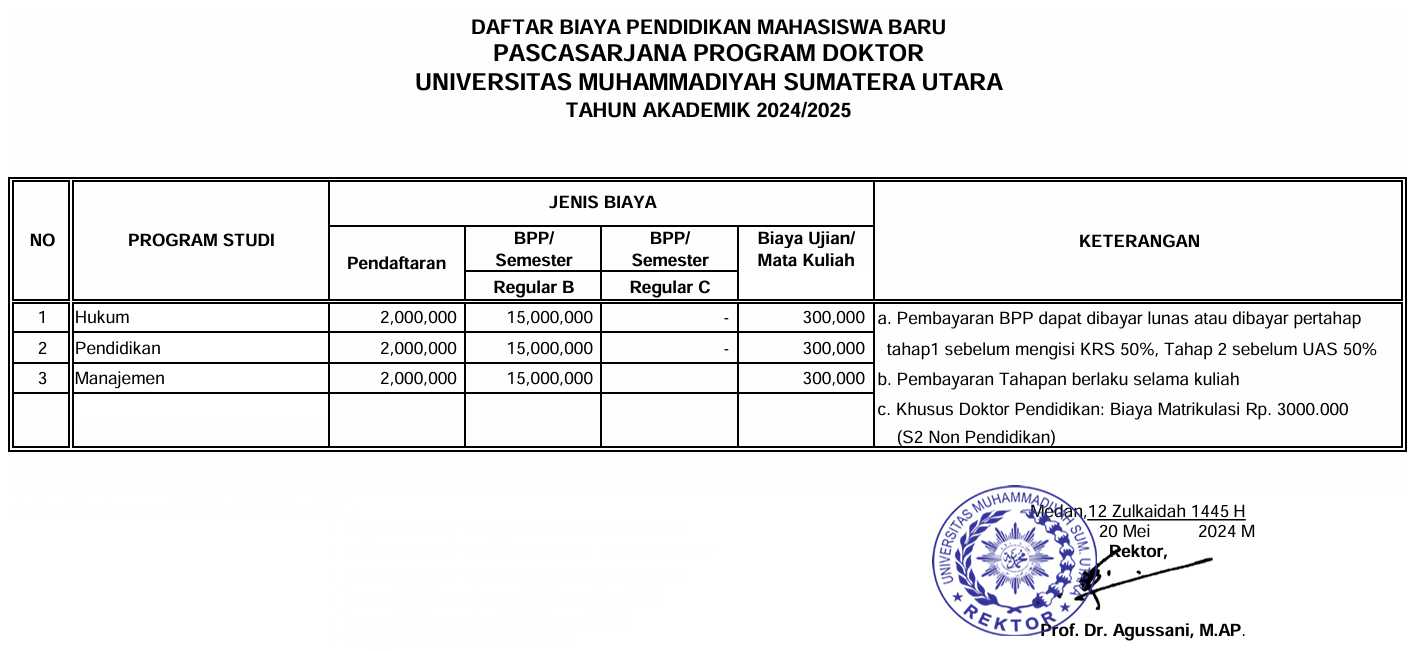 DAFTAR BIAYA PENDIDIKAN MAHASISWA BARU
PASCASARJANA PROGRAM DOKTOR
UNIVERSITAS MUHAMMADIYAH SUMATERA UTARA
TAHUN AKADEMIK 2024/2025
NO PROGRAM STUDI JENIS BIAYA KETERANGAN
Pendaftaran BPP/ Semester BPP/ Semester Biaya Ujian/ Mata Kuliah
Regular B Regular C
1 Hukum 2,000,000 15,000,000 - 300,000 a. Pembayaran BPP dapat dibayar lunas atau dibayar pertahap
2 Pendidikan 2,000,000 15,000,000 - 300,000 tahap1 sebelum mengisi KRS 50%, Tahap 2 sebelum UAS 50%
3 Manajemen 2,000,000 15,000,000 300,000 b. Pembayaran Tahapan berlaku selama kuliah
c. Khusus Doktor Pendidikan: Biaya Matrikulasi Rp. 3000.000
(S2 Non Pendidikan)
UNIVERSITAS MUHAMMADIYAH SUM. UTARA
REKTOR
Medan,12 Zulkaidah 1445 H
20 Mei 2024 M
Rektor,
Prof. Dr. Agussani, M.AP.